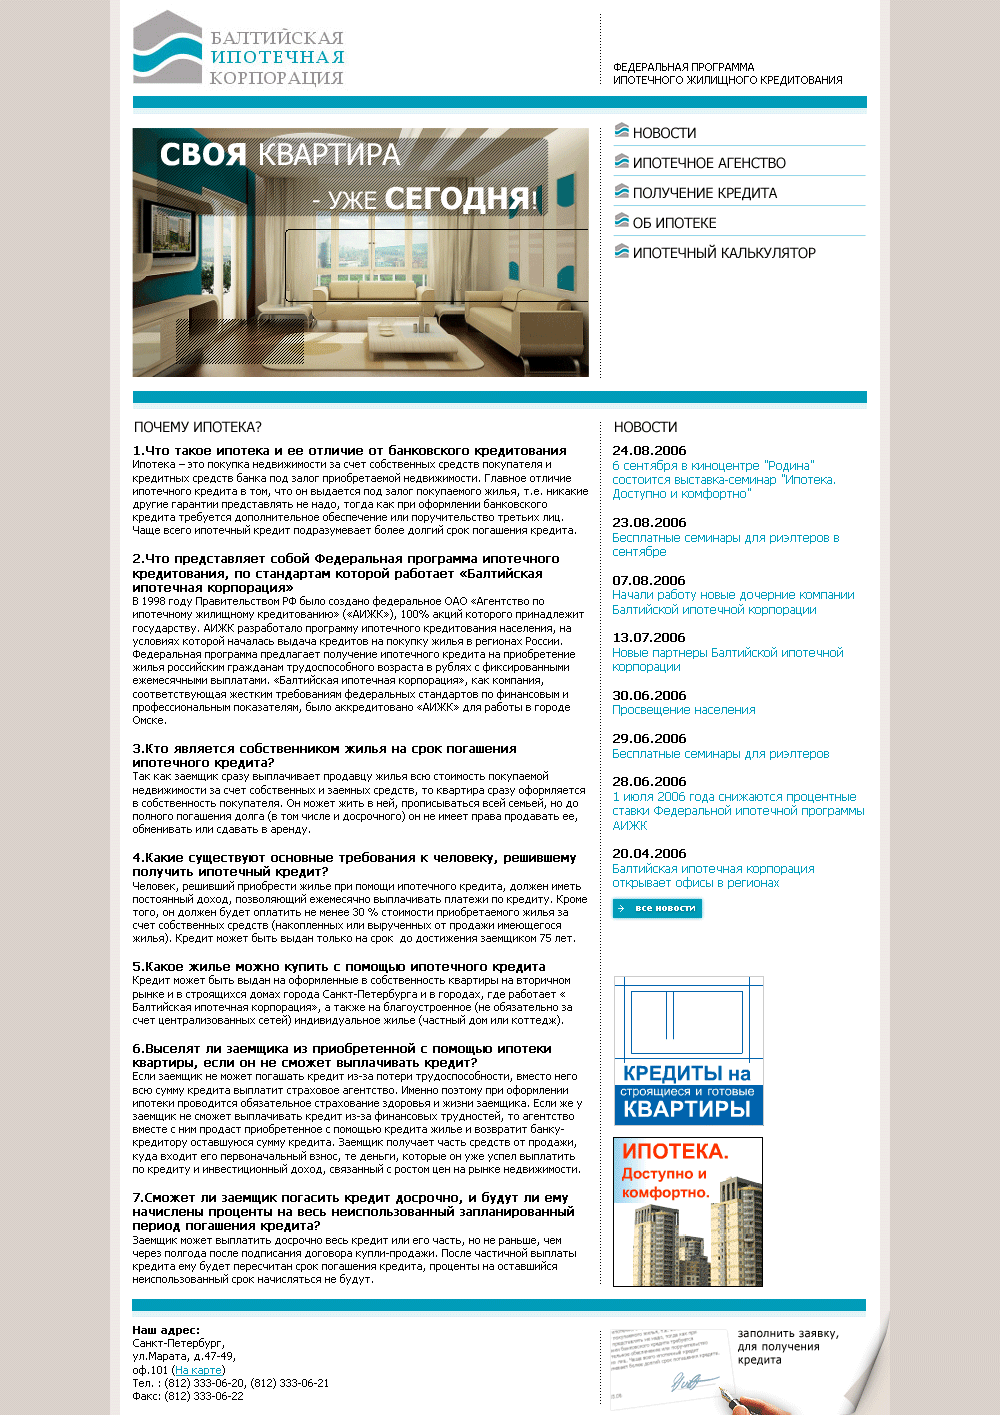 БАЛТИЙСКАЯ
ИПОТЕЧНАЯ
КОРПОРАЦИЯ
ФЕДЕРАЛЬНАЯ ПРОГРАММА
ИПОТЕЧНОГО ЖИЛИЩНОГО КРЕДИТОВАНИЯ
СВОЯ КВАРТИРА
- УЖЕ СЕГОДНЯ!
НОВОСТИ
ИПОТЕЧНОЕ АГЕНСТВО
ПОЛУЧЕНИЕ КРЕДИТА
ОБ ИПОТЕКЕ
ИПОТЕЧНЫЙ КАЛЬКУЛЯТОР
ПОЧЕМУ ИПОТЕКА?
1.Что такое ипотека и ее отличие от банковского кредитования
Ипотека – это покупка недвижимости за счет собственных средств покупателя и
кредитных средств банка под залог приобретаемой недвижимости. Главное отличие
ипотечного кредита в том, что он выдается под залог покупаемого жилья, т.е. никакие
другие гарантии представлять не надо, тогда как при оформлении банковского
кредита требуется дополнительное обеспечение или поручительство третьих лиц.
Чаще всего ипотечный кредит подразумевает более долгий срок погашения кредита.
2.Что представляет собой Федеральная программа ипотечного
кредитования, по стандартам которой работает «Балтийская
ипотечная корпорация»
В 1998 году Правительством РФ было создано федеральное ОАО «Агентство по
ипотечному жилищному кредитованию» («АИЖК»), 100% акций которого принадлежит
государству. АИЖК разработало программу ипотечного кредитования населения, на
условиях которой началась выдача кредитов на покупку жилья в регионах России.
Федеральная программа предлагает получение ипотечного кредита на приобретение
жилья российским гражданам трудоспособного возраста в рублях с фиксированными
ежемесячными выплатами. «Балтийская ипотечная корпорация», как компания,
соответствующая жестким требованиям федеральных стандартов по финансовым и
профессиональным показателям, было аккредитовано «АИЖК» для работы в городе
Омске.
3.Кто является собственником жилья на срок погашения
ипотечного кредита?
Так как заемщик сразу выплачивает продавцу жилья всю стоимость покупаемой
недвижимости за счет собственных и заемных средств, то квартира сразу оформляется
в собственность покупателя. Он может жить в ней, прописываться всей семьей, но до
полного погашения долга (в том числе и досрочного) он не имеет права продавать ее,
обменивать или сдавать в аренду.
4.Какие существуют основные требования к человеку, решившему
получить ипотечный кредит?
Человек, решивший приобрести жилье при помощи ипотечного кредита, должен иметь
постоянный доход, позволяющий ежемесячно выплачивать платежи по кредиту. Кроме
того, он должен будет оплатить не менее 30 % стоимости приобретаемого жилья за
счет собственных средств (накопленных или вырученных от продажи имеющегося
жилья). Кредит может быть выдан только на срок  до достижения заемщиком 75 лет.
5.Какое жилье можно купить с помощью ипотечного кредита
Кредит может быть выдан на оформленные в собственность квартиры на вторичном
рынке и в строящихся домах города Санкт-Петербурга и в городах, где работает «
Балтийская ипотечная корпорация», а также на благоустроенное (не обязательно за
счет централизованных сетей) индивидуальное жилье (частный дом или коттедж).
6.Выселят ли заемщика из приобретенной с помощью ипотеки
квартиры, если он не сможет выплачивать кредит?
Если заемщик не может погашать кредит из-за потери трудоспособности, вместо него
всю сумму кредита выплатит страховое агентство. Именно поэтому при оформлении
ипотеки проводится обязательное страхование здоровья и жизни заемщика. Если же у
заемщик не сможет выплачивать кредит из-за финансовых трудностей, то агентство
вместе с ним продаст приобретенное с помощью кредита жилье и возвратит банку-
кредитору оставшуюся сумму кредита. Заемщик получает часть средств от продажи,
куда входит его первоначальный взнос, те деньги, которые он уже успел выплатить
по кредиту и инвестиционный доход, связанный с ростом цен на рынке недвижимости.
7.Сможет ли заемщик погасить кредит досрочно, и будут ли ему
начислены проценты на весь неиспользованный запланированный
период погашения кредита?
Заемщик может выплатить досрочно весь кредит или его часть, но не раньше, чем
через полгода после подписания договора купли-продажи. После частичной выплаты
кредита ему будет пересчитан срок погашения кредита, проценты на оставшийся
неиспользованный срок начисляться не будут.
НОВОСТИ
24.08.2006
6 сентября в киноцентре "Родина"
состоится выставка-семинар "Ипотека.
Доступно и комфортно"
23.08.2006
Бесплатные семинары для риэлтеров в
сентябре
07.08.2006
Начали работу новые дочерние компании
Балтийской ипотечной корпорации
13.07.2006
Новые партнеры Балтийской ипотечной
корпорации
30.06.2006
Просвещение населения
29.06.2006
Бесплатные семинары для риэлтеров
28.06.2006
1 июля 2006 года снижаются процентные
ставки Федеральной ипотечной программы
АИЖК
20.04.2006
Балтийская ипотечная корпорация
открывает офисы в регионах
все новости
КРЕДИТЫ на
строящиеся и готовые
КВАРТИРЫ
ИПОТЕКА.
Доступно и
комфортно.
Наш адрес:
Санкт-Петербург,
ул.Марата, д.47-49,
оф.101 (На карте)
Тел. : (812) 333-06-20, (812) 333-06-21
Факс: (812) 333-06-22
заполнить заявку,
для получения
кредита